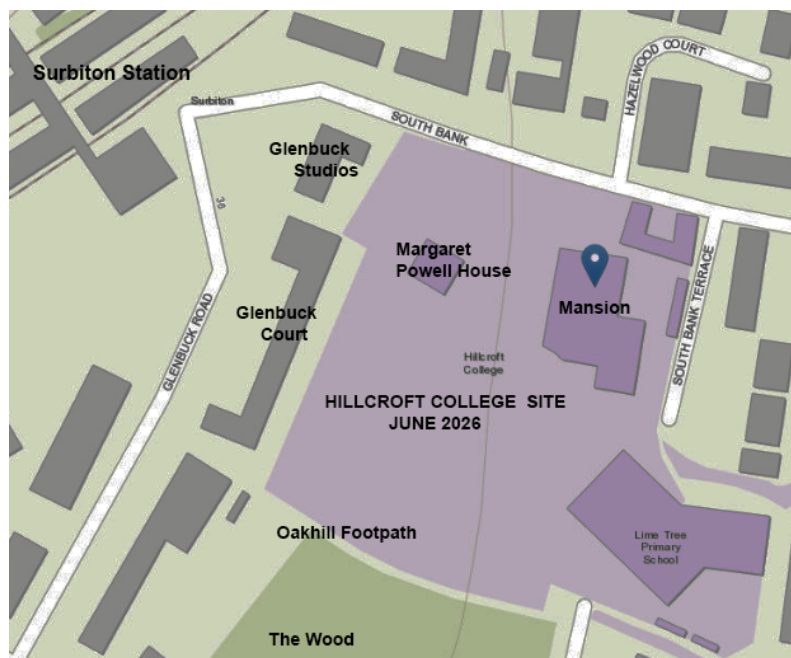 HAZELWOOD COURT
Surbiton Station
Surbiton
SOUTH BANK
Glenbuck
Studios
36
Margaret
Powell House
Mansion
SOUTH BANK TERRACE
Glenbuck
Court
GLENBUCK ROAD
Hillcroft
College
HILLCROFT COLLEGE SITE
JUNE 2026
Oakhill Footpath
Lime Tree
Primary
School
The Wood